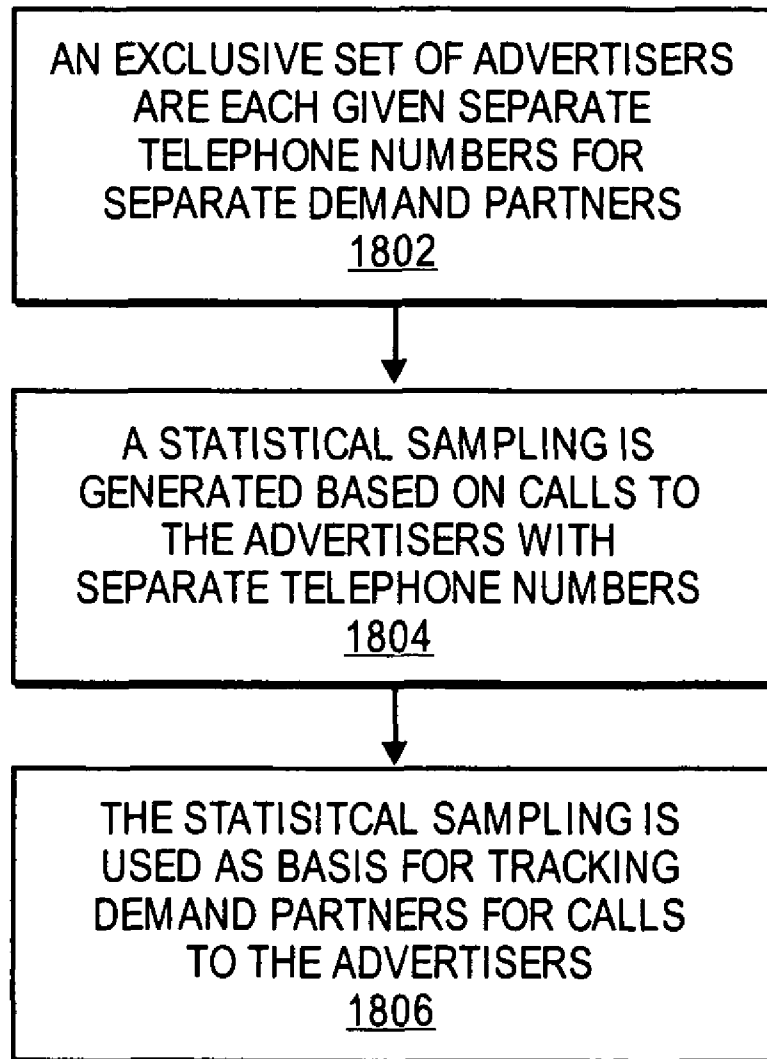 AN EXCLUSIVE SET OF ADVERTISERS
ARE EACH GIVEN SEPARATE
TELEPHONE NUMBERS FOR
SEPARATE DEMAND PARTNERS
1802
A STATISTICAL SAMPLING IS
GENERATED BASED ON CALLS TO
THE ADVERTISERS WITH
SEPARATE TELEPHONE NUMBERS
1804
THE STATISITCAL SAMPLING IS
USED AS BASIS FOR TRACKING
DEMAND PARTNERS FOR CALLS
TO THE ADVERTISERS
1806